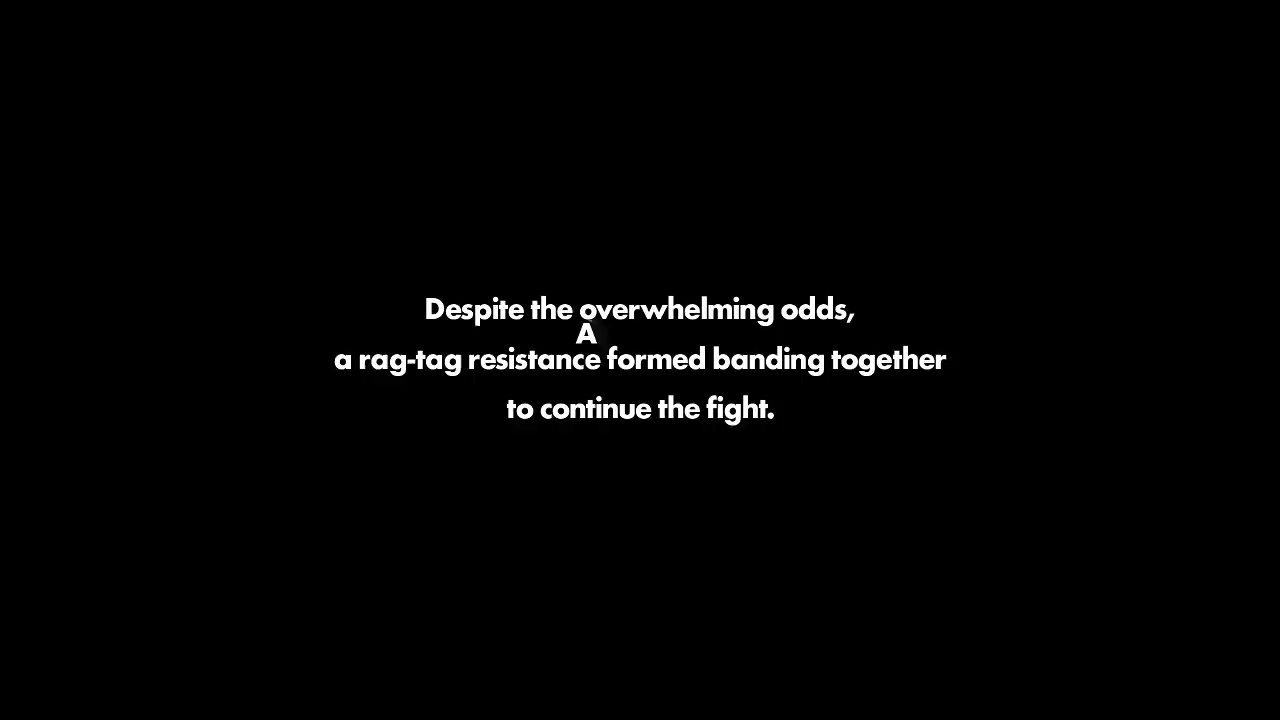 Despite the overwhelming odds,
A
a rag-tag resistance formed banding together
to continue the fight.